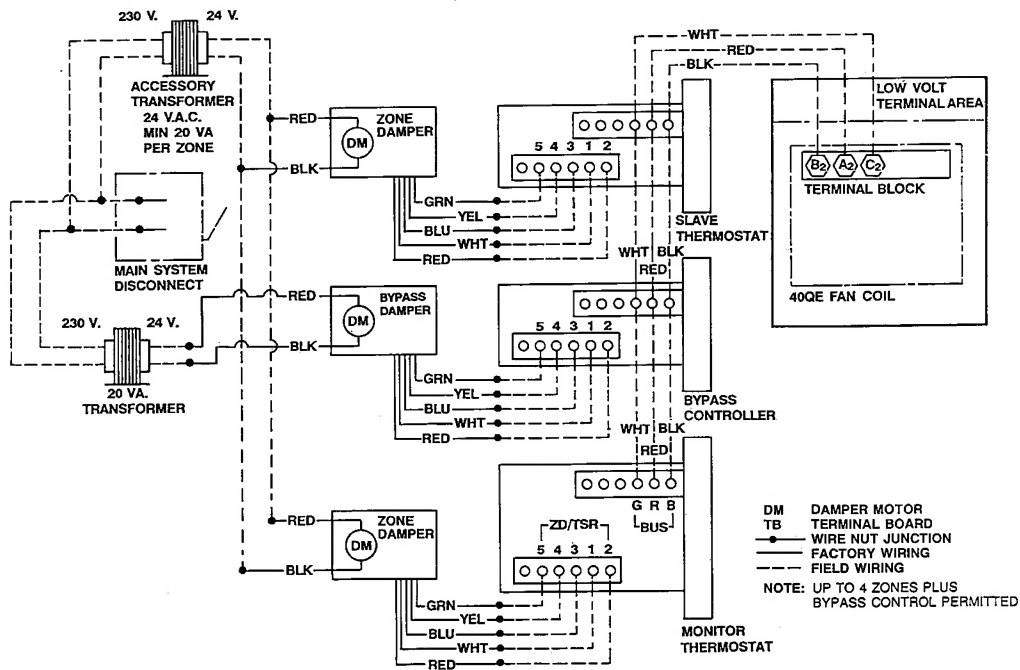 230 V. 24 V.
ACCESSORY
TRANSFORMER
24 V.A.C.
MIN 20 VA
PER ZONE
MAIN SYSTEM
DISCONNECT
230 V. 24 V.
20 VA.
TRANSFORMER
RED
BLK
ZONE
DAMPER
DM
GRN
YEL
BLU
WHT
RED
5 4 3 1 2
SLAVE
THERMOSTAT
WHT
RED
BLK
LOW VOLT
TERMINAL AREA
B2 A2 C2
TERMINAL BLOCK
40QE FAN COIL
RED
BLK
BYPASS
DAMPER
DM
GRN
YEL
BLU
WHT
RED
WHT BLK
RED
5 4 3 1 2
BYPASS
CONTROLLER
RED
BLK
ZONE
DAMPER
DM
GRN
YEL
BLU
WHT
RED
WHT BLK
RED
G R B
BUS
ZD/TSR
5 4 3 1 2
MONITOR
THERMOSTAT
DM DAMPER MOTOR
TB TERMINAL BOARD
WIRE NUT JUNCTION
FACTORY WIRING
FIELD WIRING
NOTE: UP TO 4 ZONES PLUS
BYPASS CONTROL PERMITTED